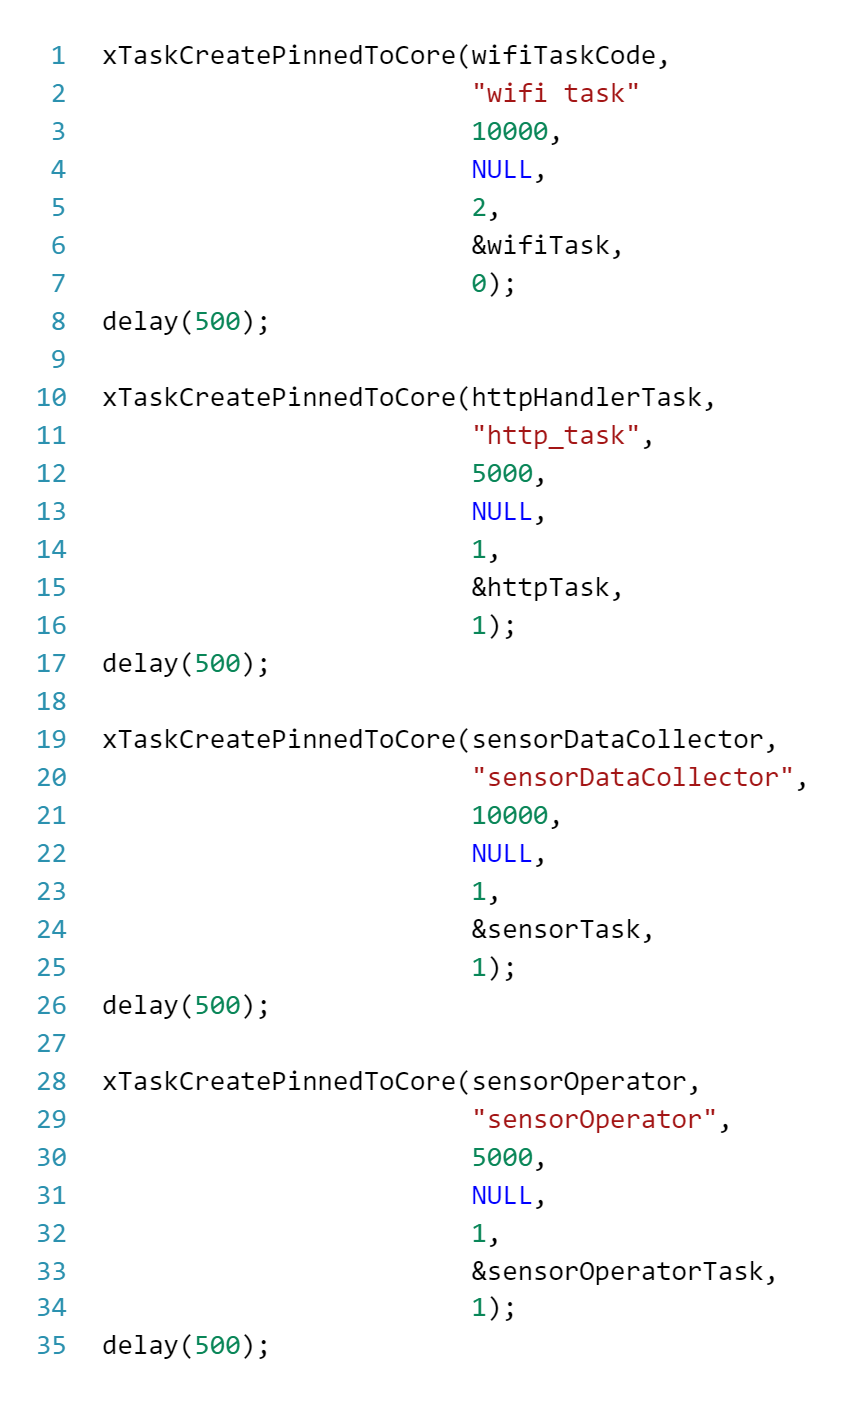 1 xTaskCreatePinnedToCore(wifiTaskCode,
2 "wifi task"
3 10000,
4 NULL,
5 2,
6 &wifiTask,
7 0);
8 delay(500);
9
10 xTaskCreatePinnedToCore(httpHandlerTask,
11 "http_task",
12 5000,
13 NULL,
14 1,
15 &httpTask,
16 1);
17 delay(500);
18
19 xTaskCreatePinnedToCore(sensorDataCollector,
20 "sensorDataCollector",
21 10000,
22 NULL,
23 1,
24 &sensorTask,
25 1);
26 delay(500);
27
28 xTaskCreatePinnedToCore(sensorOperator,
29 "sensorOperator",
30 5000,
31 NULL,
32 1,
33 &sensorOperatorTask,
34 1);
35 delay(500);